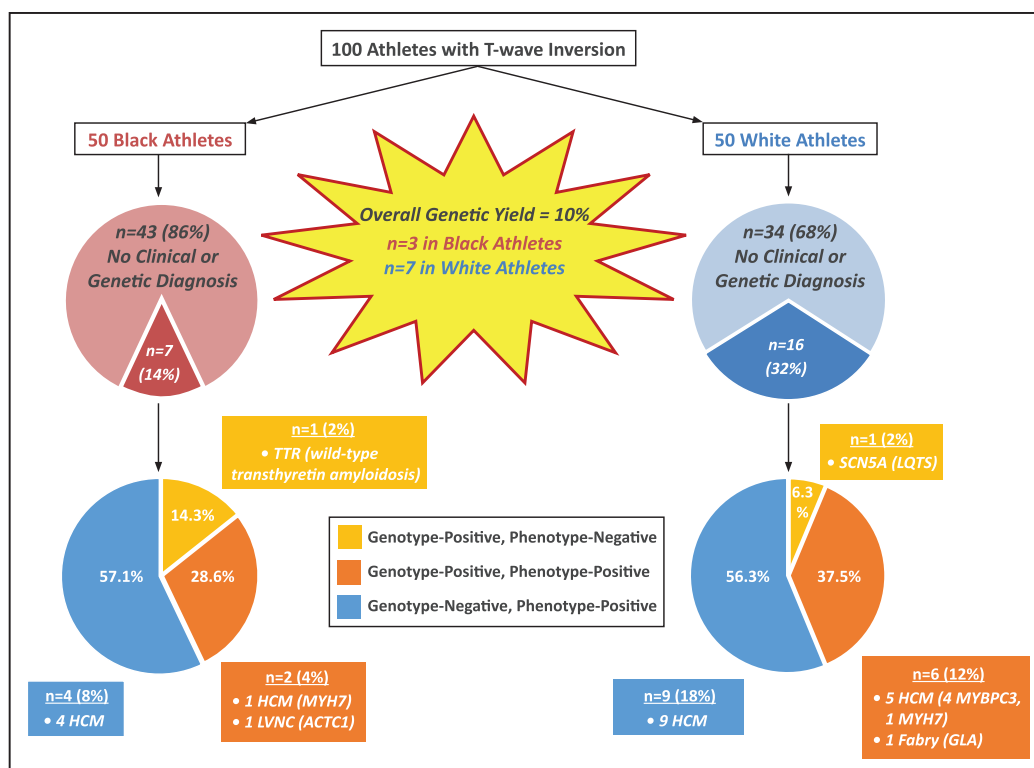 100 Athletes with T-wave Inversion
50 Black Athletes
50 White Athletes
n=43 (86%)
No Clinical or
Genetic Diagnosis
n=7
(14%)
Overall Genetic Yield = 10%
n=3 in Black Athletes
n=7 in White Athletes
n=34 (68%)
No Clinical or
Genetic Diagnosis
n=16
(32%)
n=1 (2%)
• TTR (wild-type
transthyretin amyloidosis)
n=1 (2%)
• SCN5A (LQTS)
14.3%
57.1%
28.6%
Genotype-Positive, Phenotype-Negative
Genotype-Positive, Phenotype-Positive
Genotype-Negative, Phenotype-Positive
6.3
%
56.3%
37.5%
n=4 (8%)
• 4 HCM
n=2 (4%)
• 1 HCM (MYH7)
• 1 LVNC (ACTC1)
n=9 (18%)
• 9 HCM
n=6 (12%)
• 5 HCM (4 MYBPC3,
1 MYH7)
• 1 Fabry (GLA)